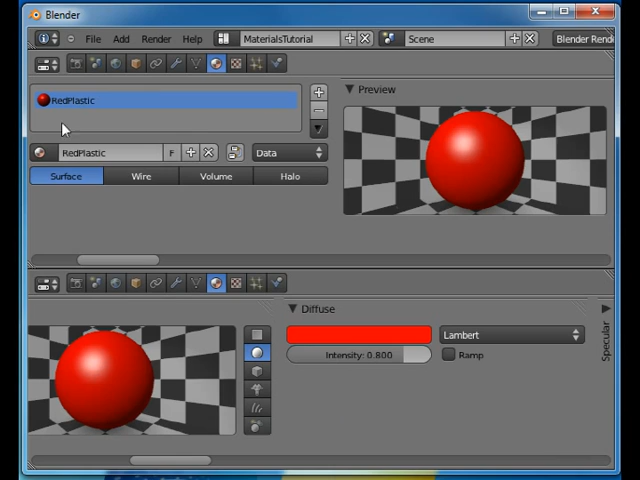 Blender
File Add Render Help MaterialsTutorial Scene Blender Rende
RedPlastic
Preview
RedPlastic F Data
Surface Wire Volume Halo
Diffuse
Lambert
Intensity: 0.800 Ramp
Specular